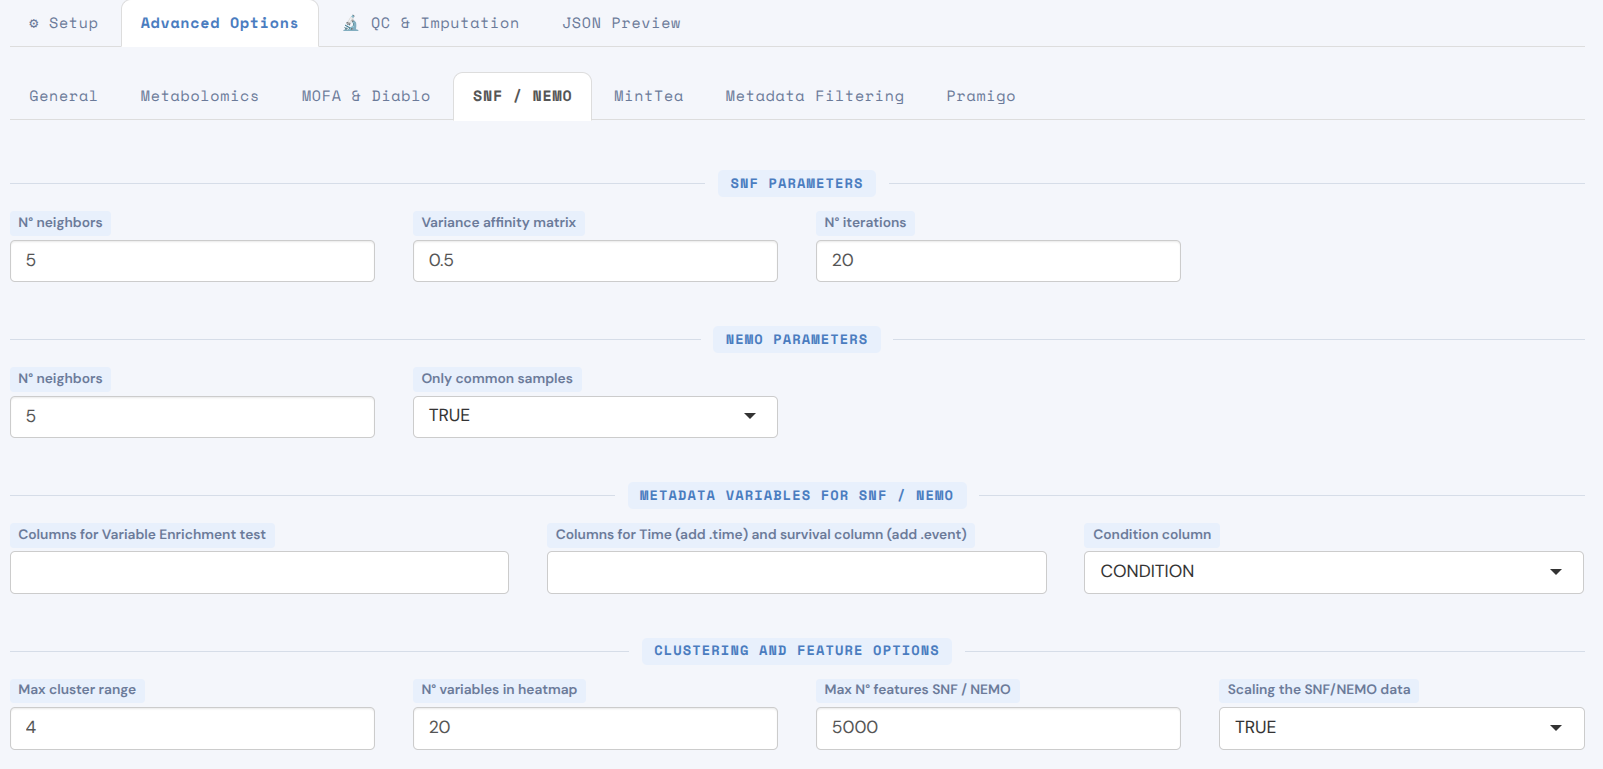 ⚙ Setup Advanced Options 🔬 QC & Imputation JSON Preview
General Metabolomics MOFA & Diablo SNF / NEMO MintTea Metadata Filtering Pramigo
SNF PARAMETERS
N° neighbors Variance affinity matrix N° iterations
5 0.5 20
NEMO PARAMETERS
N° neighbors Only common samples
5 TRUE
METADATA VARIABLES FOR SNF / NEMO
Columns for Variable Enrichment test Columns for Time (add .time) and survival column (add .event) Condition column
CONDITION
CLUSTERING AND FEATURE OPTIONS
Max cluster range N° variables in heatmap Max N° features SNF / NEMO Scaling the SNF/NEMO data
4 20 5000 TRUE